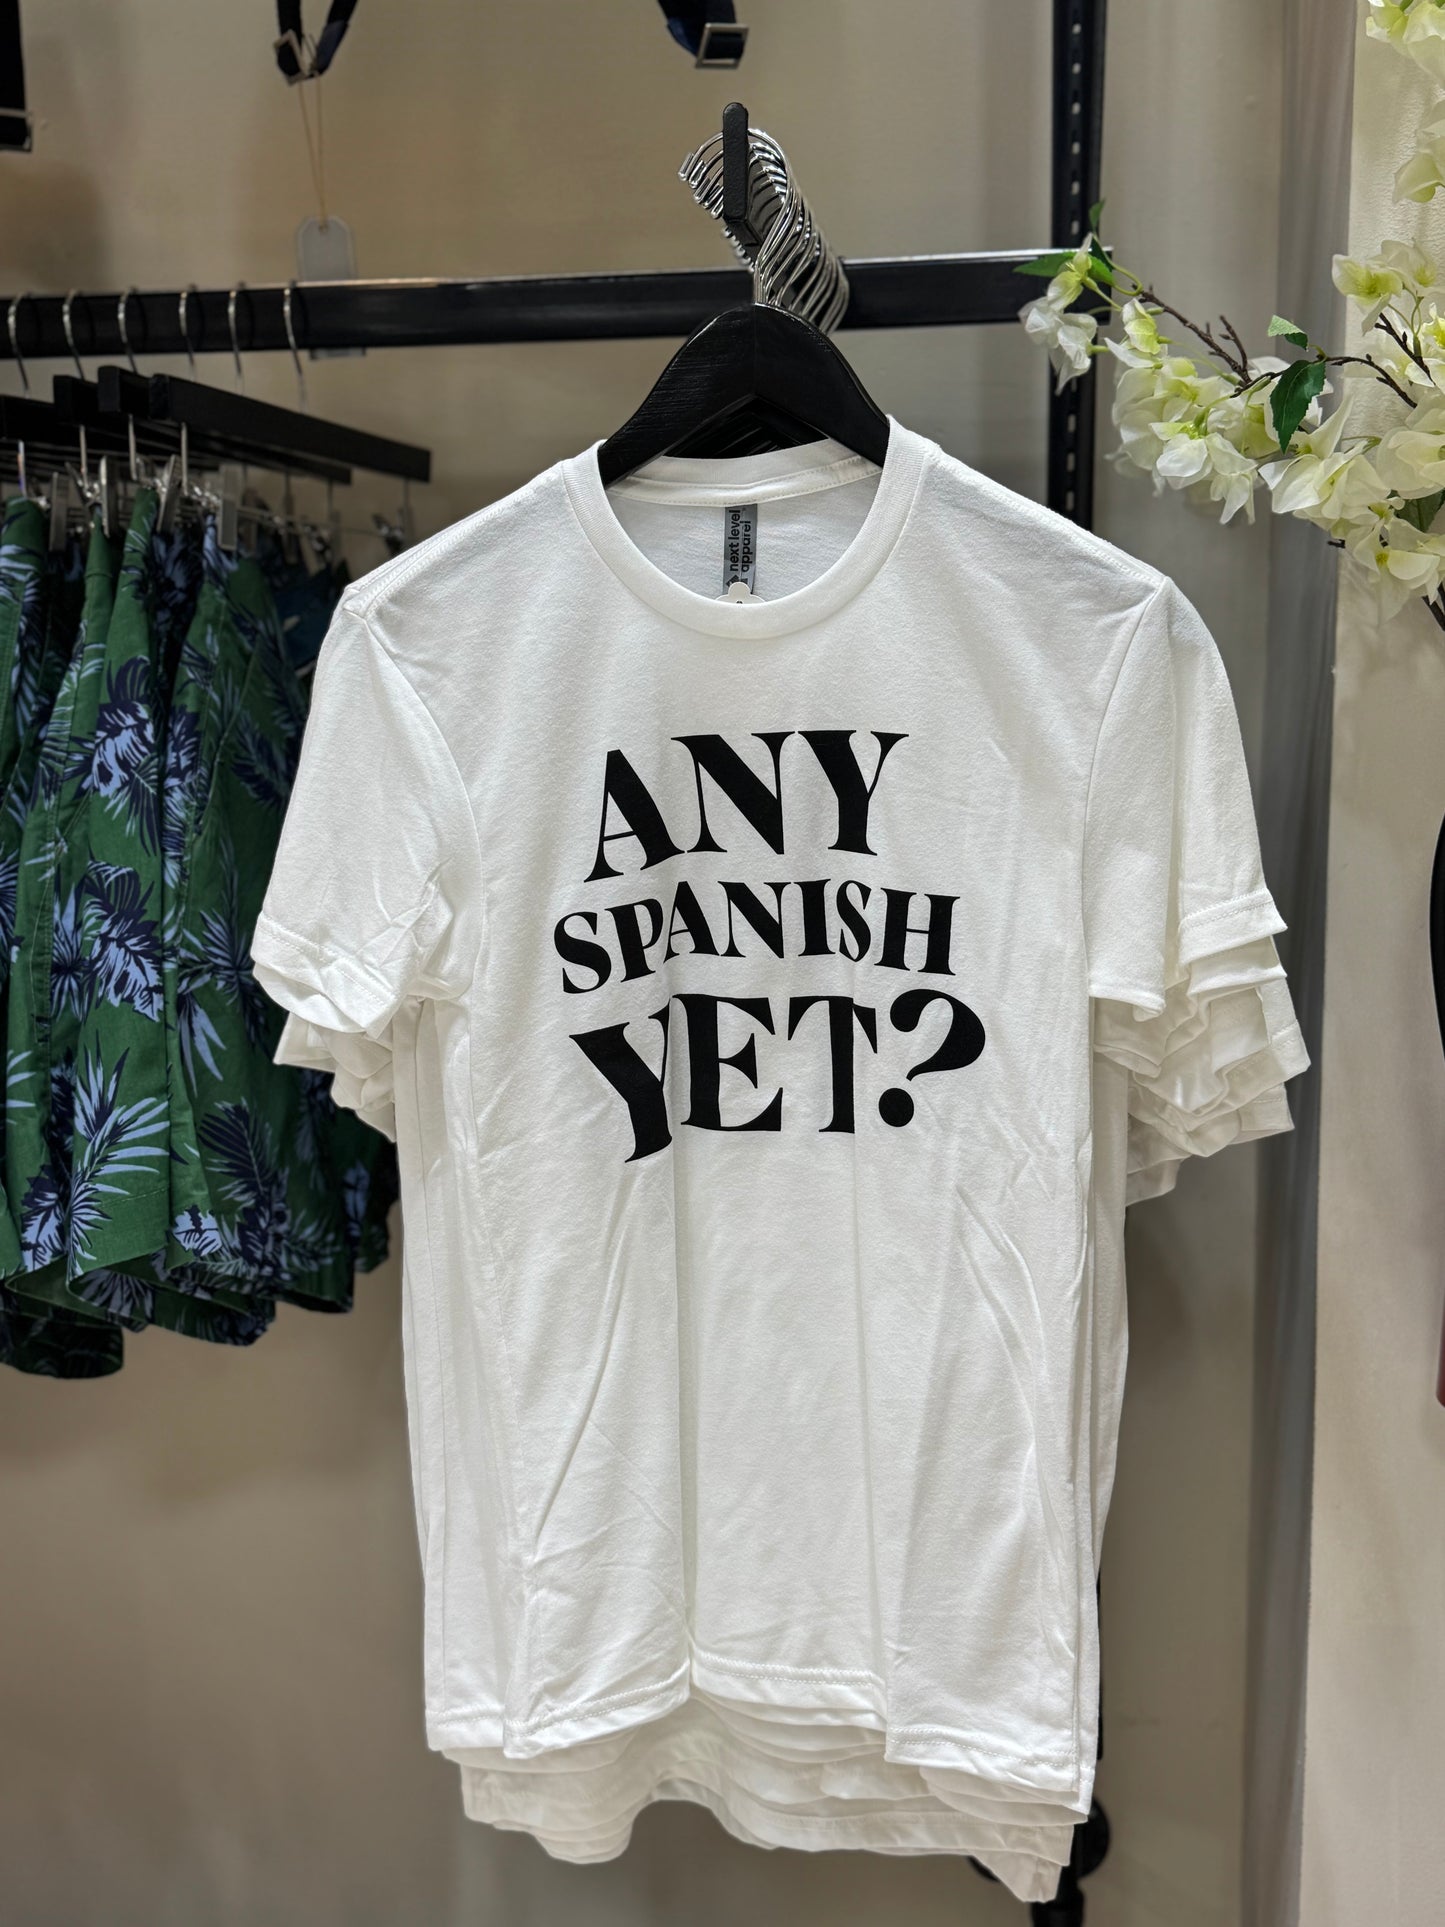 next level
apparel
ANY
SPANISH
YET?